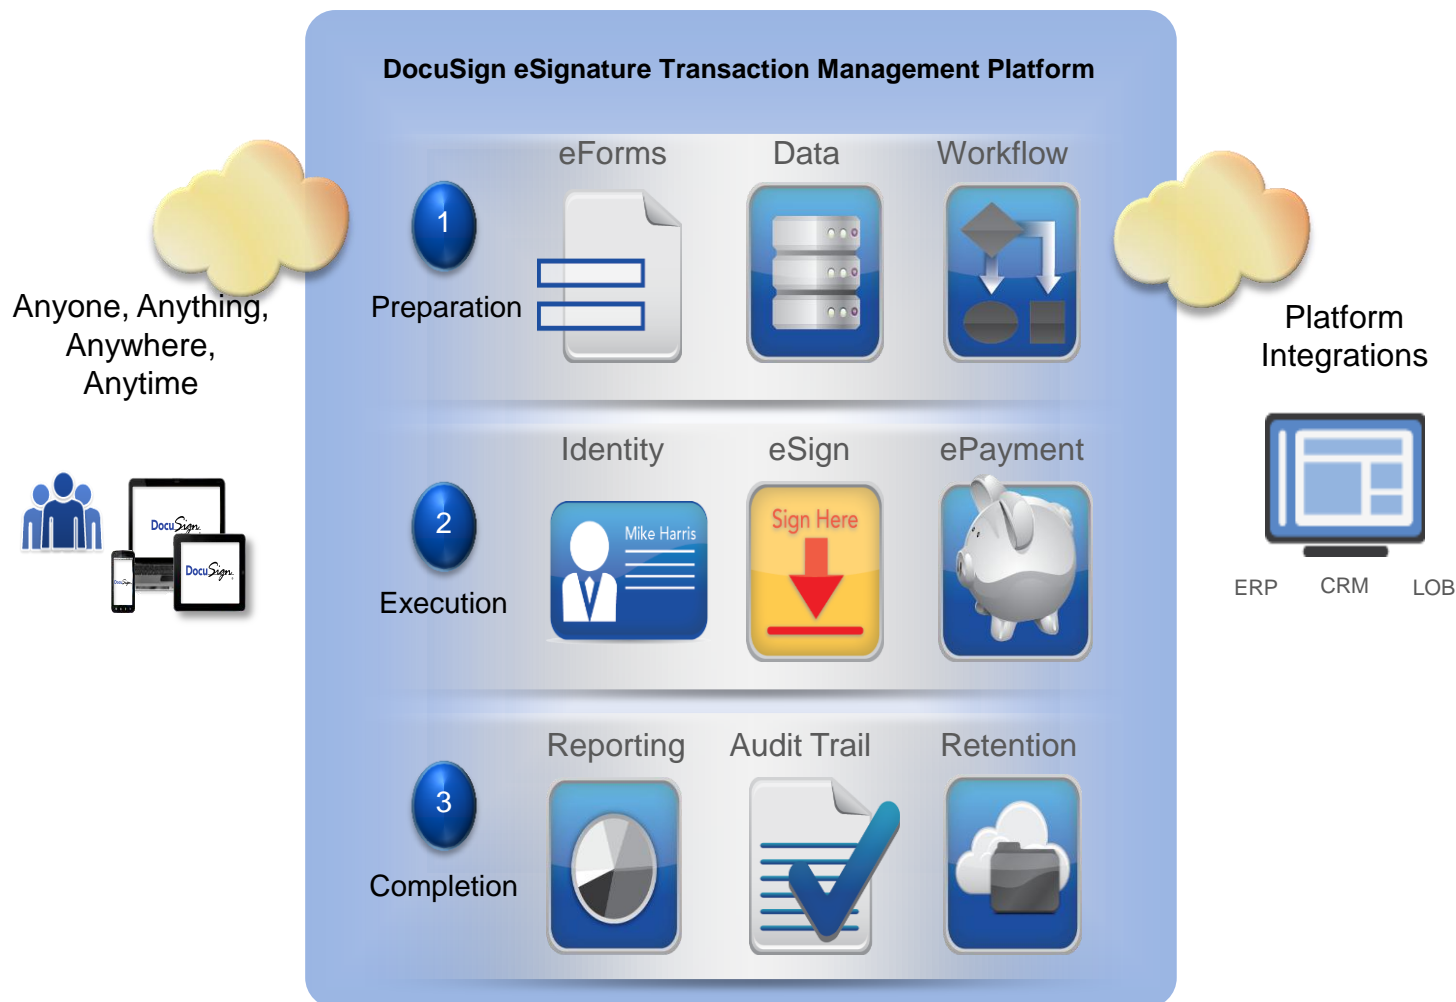 DocuSign eSignature Transaction Management Platform
eForms
Data
Workflow
1
Preparation
Anyone, Anything,
Anywhere,
Anytime
Platform
Integrations
Identity
eSign
ePayment
2
Execution
Mike Harris
Sign Here
DocuSign
DocuSign
DocuSign
ERP
CRM
LOB
Reporting
Audit Trail
Retention
3
Completion